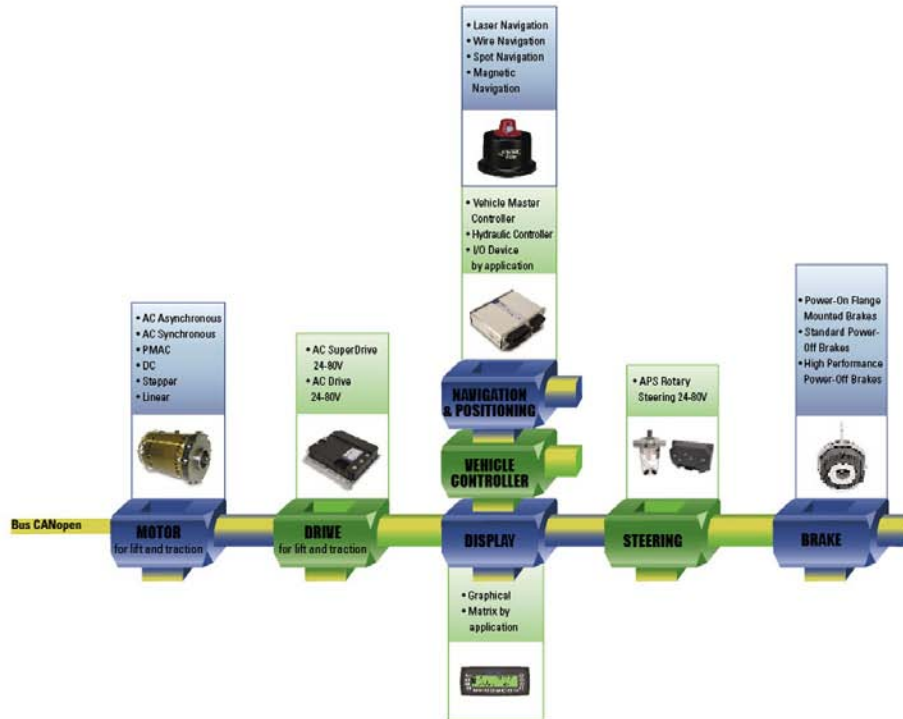 • Laser Navigation
• Wire Navigation
• Spot Navigation
• Magnetic
Navigation
• Vehicle Master
Controller
• Hydraulic Controller
• I/O Device
by application
• AC Asynchronous
• AC Synchronous
• PMAC
• DC
• Stepper
• Linear
• AC SuperDrive
24-80V
• AC Drive
24-80V
• APS Rotary
Steering 24-80V
• Power-On Flange
Mounted Brakes
• Standard Power-
Off Brakes
• High Performance
Power-Off Brakes
NAVIGATION
& POSITIONING
VEHICLE
CONTROLLER
Bus CANopen
MOTOR
for lift and traction
DRIVE
for lift and traction
DISPLAY
STEERING
BRAKE
• Graphical
• Matrix by
application